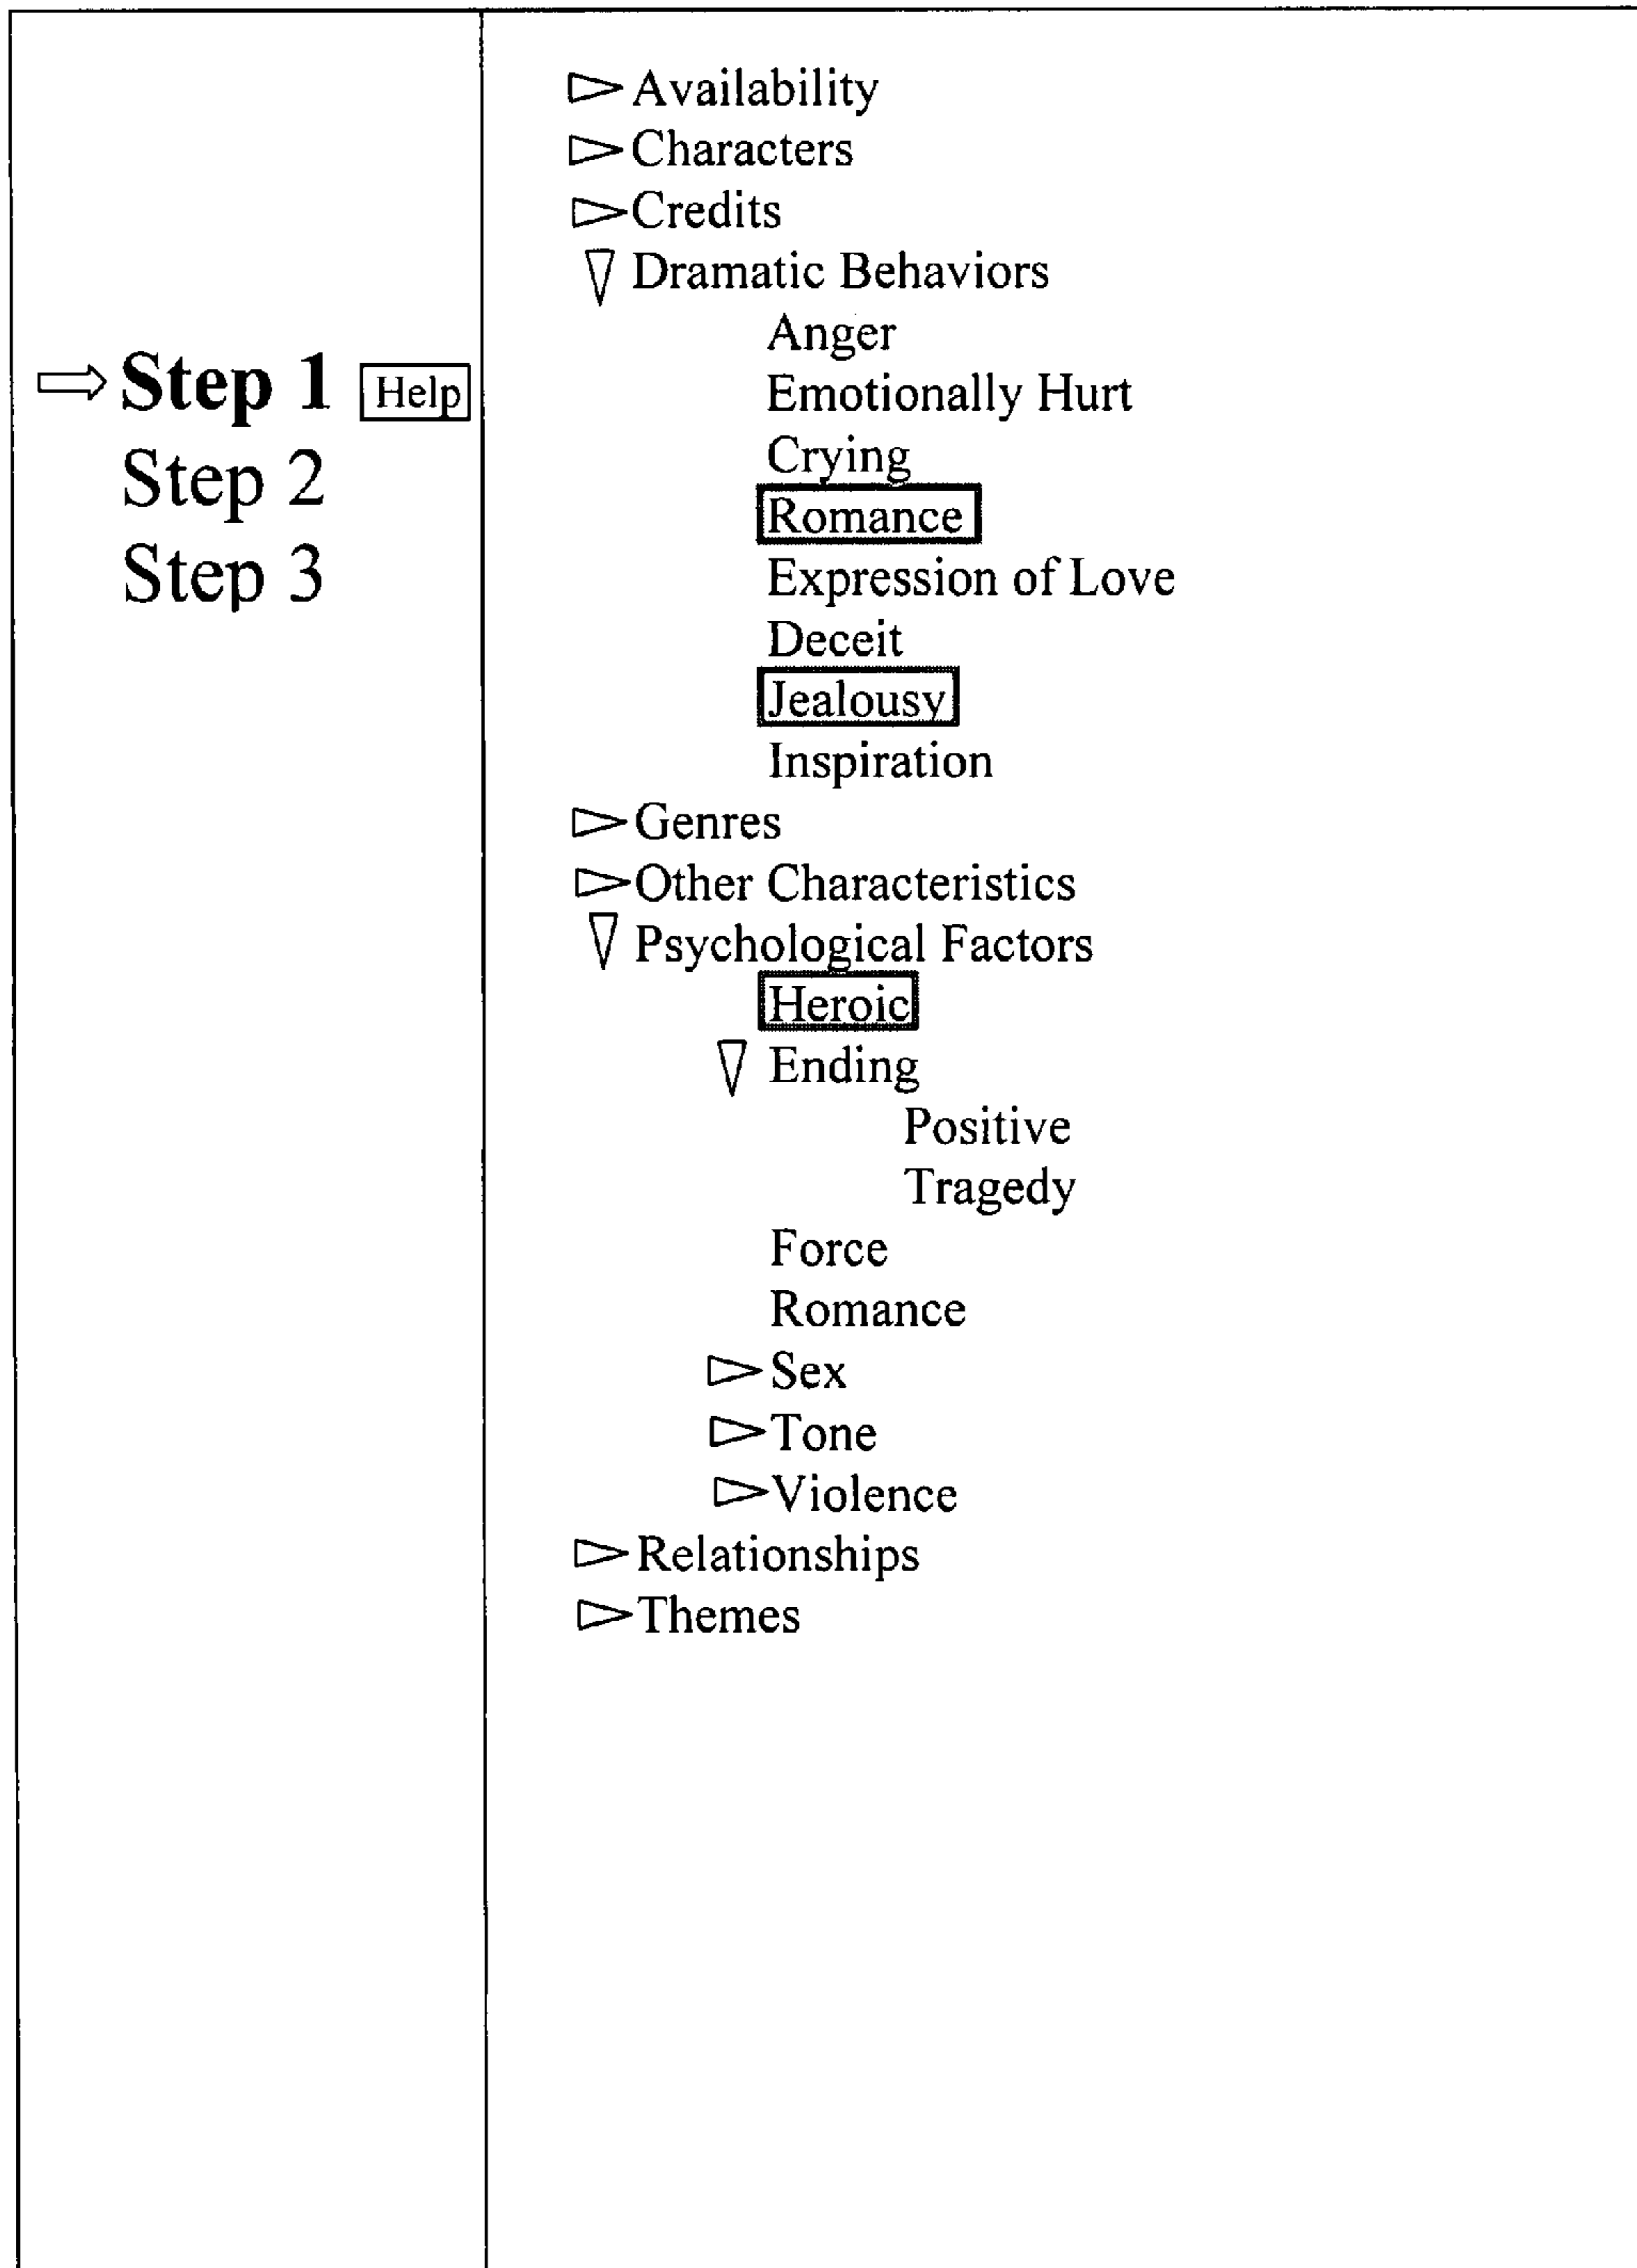 Step 1 Help
Step 2
Step 3
Availability
Characters
Credits
Dramatic Behaviors
Anger
Emotionally Hurt
Crying
Romance
Expression of Love
Deceit
Jealousy
Inspiration
Genres
Other Characteristics
Psychological Factors
Heroic
Ending
Positive
Tragedy
Force
Romance
Sex
Tone
Violence
Relationships
Themes